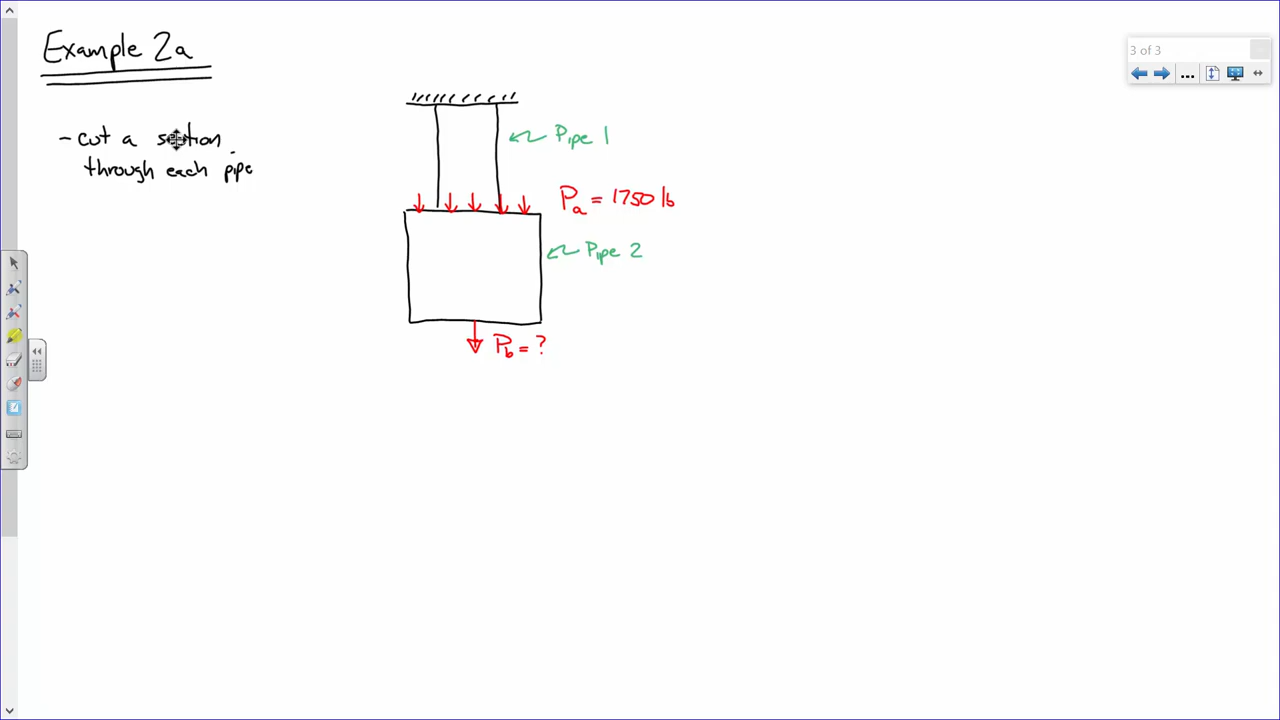 Example 2a
3 of 3
- cut a section
through each pipe
Pipe 1
Pa = 1750 lb
Pipe 2
Pb = ?